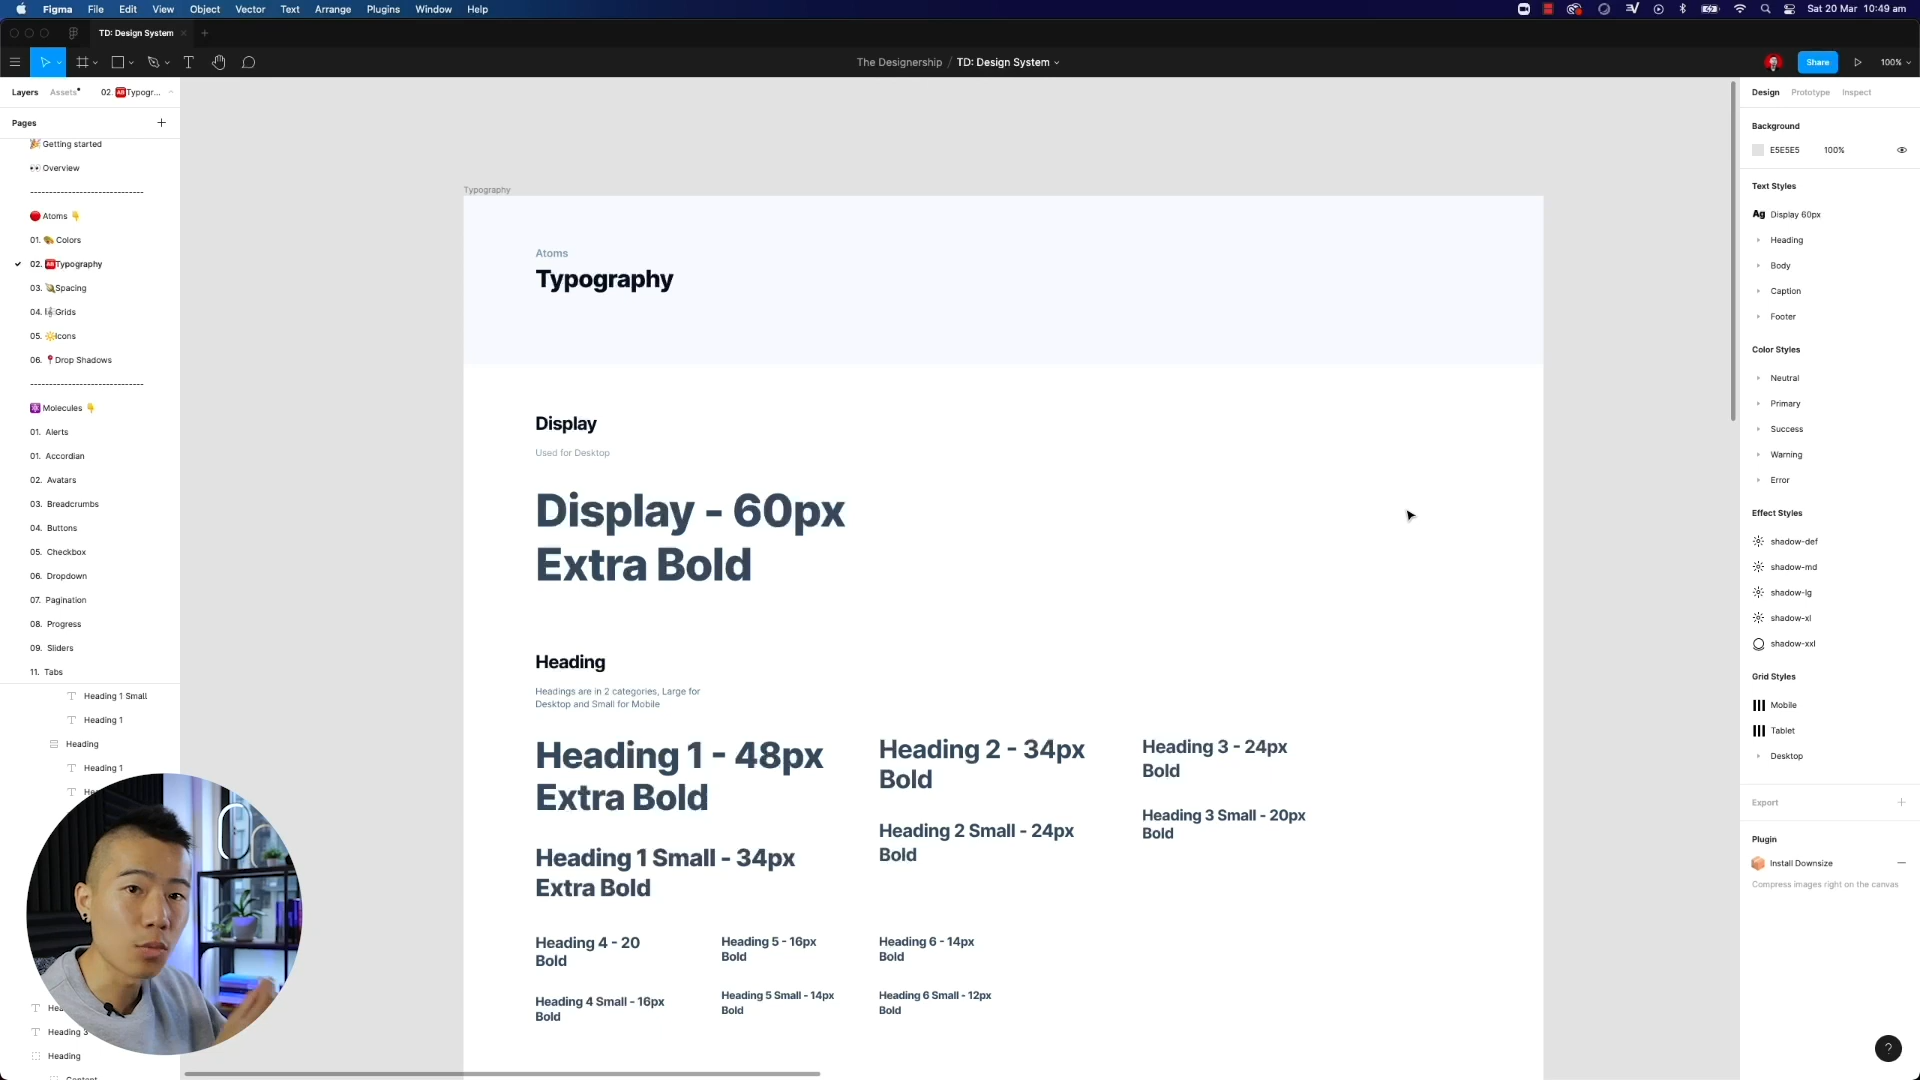 Figma File Edit View Object Vector Text Arrange Plugins Window Help
Sat 20 Mar 10:49 am
TD: Design System
The Designership / TD: Design System
Share
100%
Layers
Assets
02. Typogr...
Pages
Getting started
Overview
------------------------------
Atoms
01. Colors
02. Typography
03. Spacing
04. Grids
05. Icons
06. Drop Shadows
------------------------------
Molecules
01. Alerts
01. Accordian
02. Avatars
03. Breadcrumbs
04. Buttons
05. Checkbox
06. Dropdown
07. Pagination
08. Progress
09. Sliders
11. Tabs
Heading 1 Small
Heading 1
Heading
Heading 1
Heading 3
Heading
Typography
Atoms
Typography
Display
Used for Desktop
Display - 60px
Extra Bold
Heading
Headings are in 2 categories, Large for
Desktop and Small for Mobile
Heading 1 - 48px
Extra Bold
Heading 1 Small - 34px
Extra Bold
Heading 2 - 34px
Bold
Heading 2 Small - 24px
Bold
Heading 3 - 24px
Bold
Heading 3 Small - 20px
Bold
Heading 4 - 20
Bold
Heading 4 Small - 16px
Bold
Heading 5 - 16px
Bold
Heading 5 Small - 14px
Bold
Heading 6 - 14px
Bold
Heading 6 Small - 12px
Bold
Design
Prototype
Inspect
Background
E5E5E5
100%
Text Styles
Ag Display 60px
Heading
Body
Caption
Footer
Color Styles
Neutral
Primary
Success
Warning
Error
Effect Styles
shadow-def
shadow-md
shadow-lg
shadow-xl
shadow-xxl
Grid Styles
Mobile
Tablet
Desktop
Export
Plugin
Install Downsize
Compress images right on the canvas
?